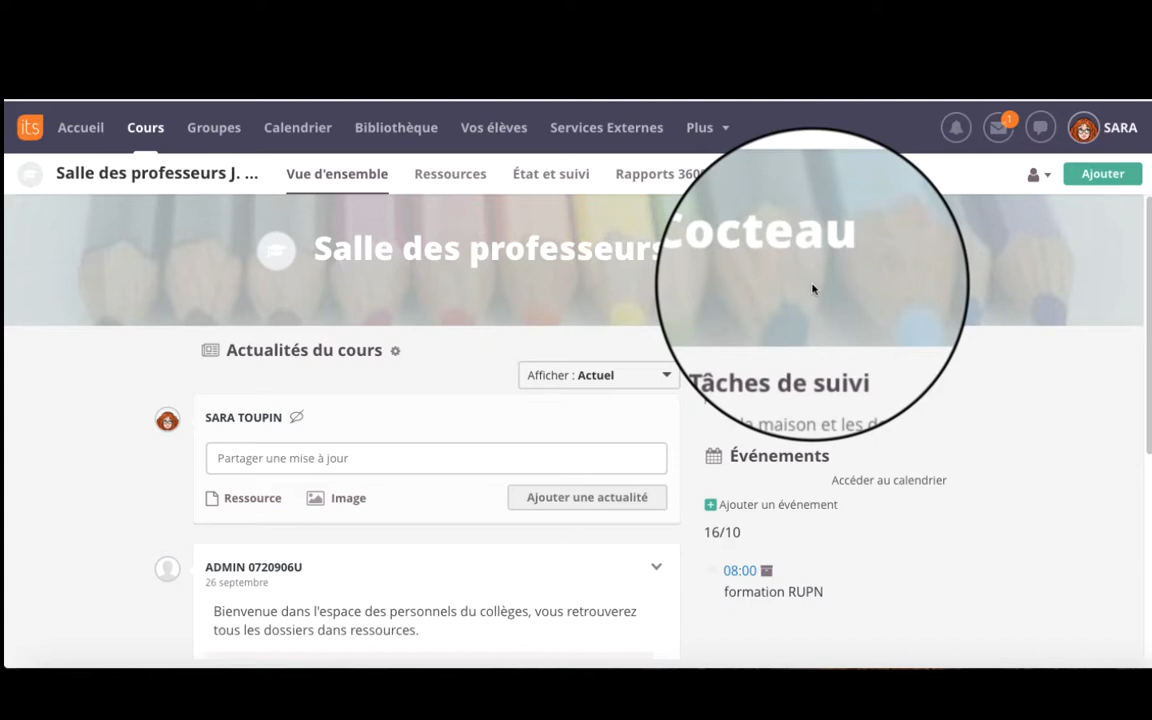 its Accueil Cours Groupes Calendrier Bibliothèque Vos élèves Services Externes Plus 1 SARA
Salle des professeurs J. ... Vue d'ensemble Ressources État et suivi Rapports 360 Ajouter
Salle des professeurs Cocteau
Actualités du cours
Afficher : Actuel
SARA TOUPIN
Partager une mise à jour
Ressource Image Ajouter une actualité
ADMIN 0720906U
26 septembre
Bienvenue dans l'espace des personnels du collèges, vous retrouverez
tous les dossiers dans ressources.
Tâches de suivi
maison et les
Événements
Accéder au calendrier
Ajouter un événement
16/10
08:00
formation RUPN